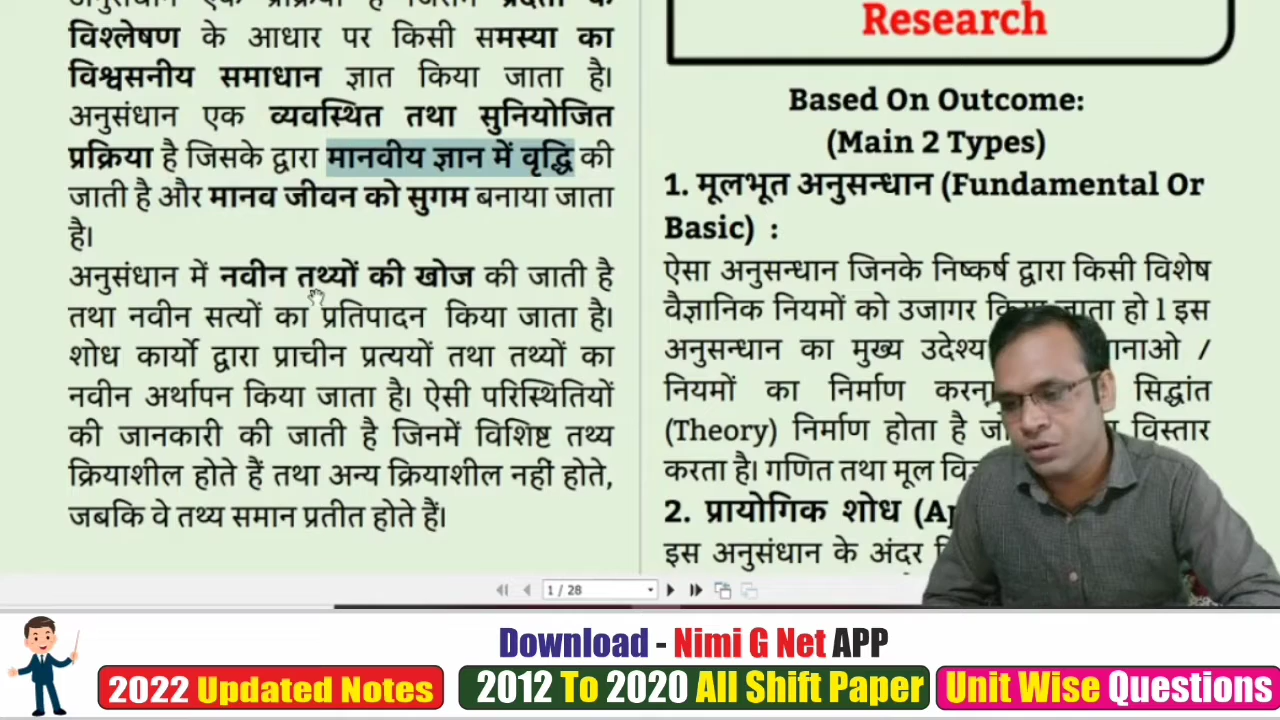 विश्लेषण के आधार पर किसी समस्या का
विश्वसनीय समाधान ज्ञात किया जाता है।
अनुसंधान एक व्यवस्थित तथा सुनियोजित
प्रक्रिया है जिसके द्वारा मानवीय ज्ञान में वृद्धि की
जाती है और मानव जीवन को सुगम बनाया जाता
है।
अनुसंधान में नवीन तथ्यों की खोज की जाती है
तथा नवीन सत्यों का प्रतिपादन किया जाता है।
शोध कार्यो द्वारा प्राचीन प्रत्ययों तथा तथ्यों का
नवीन अर्थापन किया जाता है। ऐसी परिस्थितियों
की जानकारी की जाती है जिनमें विशिष्ट तथ्य
क्रियाशील होते हैं तथा अन्य क्रियाशील नहीं होते,
जबकि वे तथ्य समान प्रतीत होते हैं।
Research
Based On Outcome:
(Main 2 Types)
1. मूलभूत अनुसन्धान (Fundamental Or
Basic) :
ऐसा अनुसन्धान जिनके निष्कर्ष द्वारा किसी विशेष
वैज्ञानिक नियमों को उजागर किया जाता हो l इस
अनुसन्धान का मुख्य उदेश्य /
नियमों का निर्माण सिद्धांत
(Theory) निर्माण होता है विस्तार
करता है। गणित तथा मूल
2. प्रायोगिक शोध
इस अनुसंधान के अंदर
1 / 28
Download - Nimi G Net APP
2022 Updated Notes
2012 To 2020 All Shift Paper
Unit Wise Questions